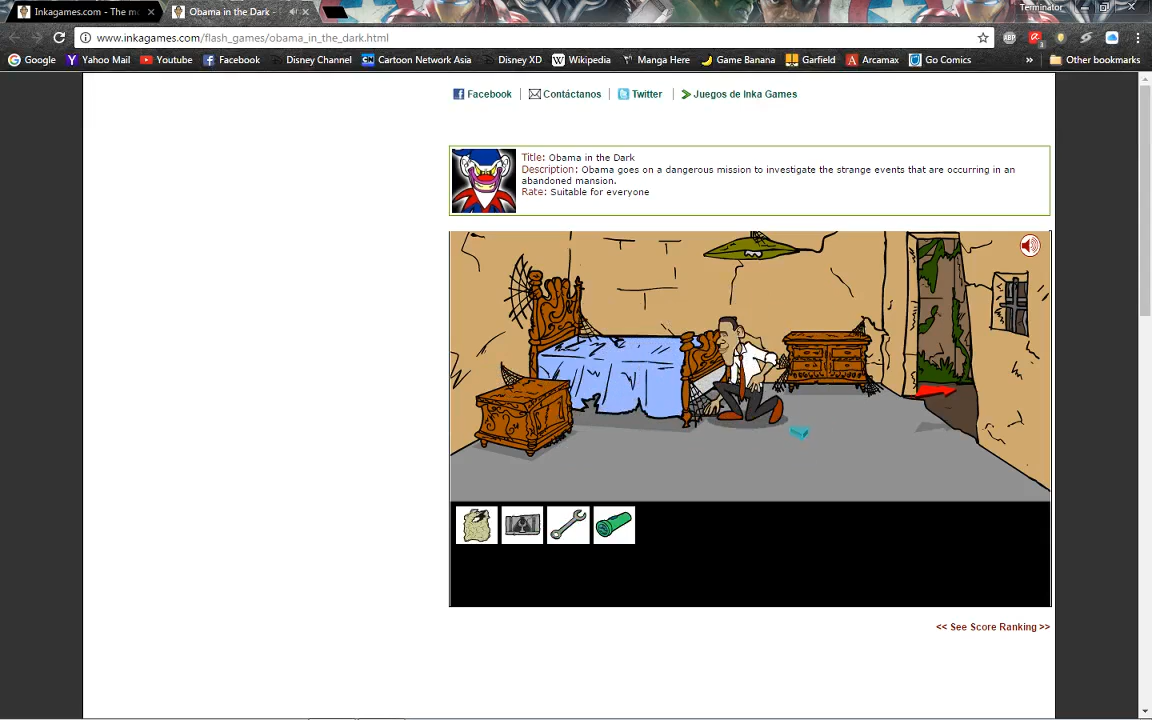 Inkagames.com - The m
Obama in the Dark -
Terminator
www.inkagames.com/flash_games/obama_in_the_dark.html
ABP
3
Google
Yahoo Mail
Youtube
Facebook
Disney Channel
CN
Cartoon Network Asia
Disney XD
W
Wikipedia
Manga Here
Game Banana
Garfield
A
Arcamax
Go Comics
»
Other bookmarks
Facebook | Contáctanos | Twitter | Juegos de Inka Games
Title: Obama in the Dark
Description: Obama goes on a dangerous mission to investigate the strange events that are occurring in an
abandoned mansion.
Rate: Suitable for everyone
<< See Score Ranking >>